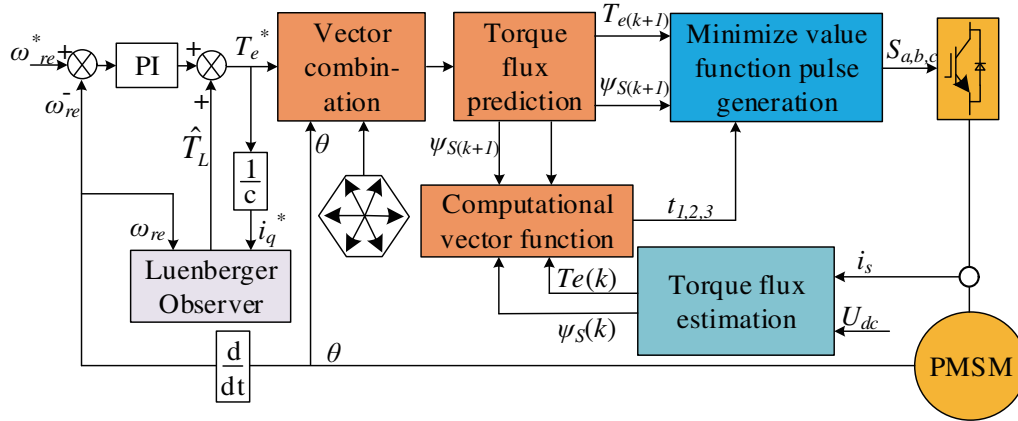 ω*re
+
-
ωre
PI
+
+
T̂L
Te*
1
c
iq*
ωre
Luenberger
Observer
d
dt
θ
θ
Vector
combin-
ation
Torque
flux
prediction
Te(k+1)
ψS(k+1)
ψS(k+1)
Minimize value
function pulse
generation
Sa,b,c
Computational
vector function
t1,2,3
Te(k)
ψS(k)
Torque flux
estimation
is
Udc
PMSM